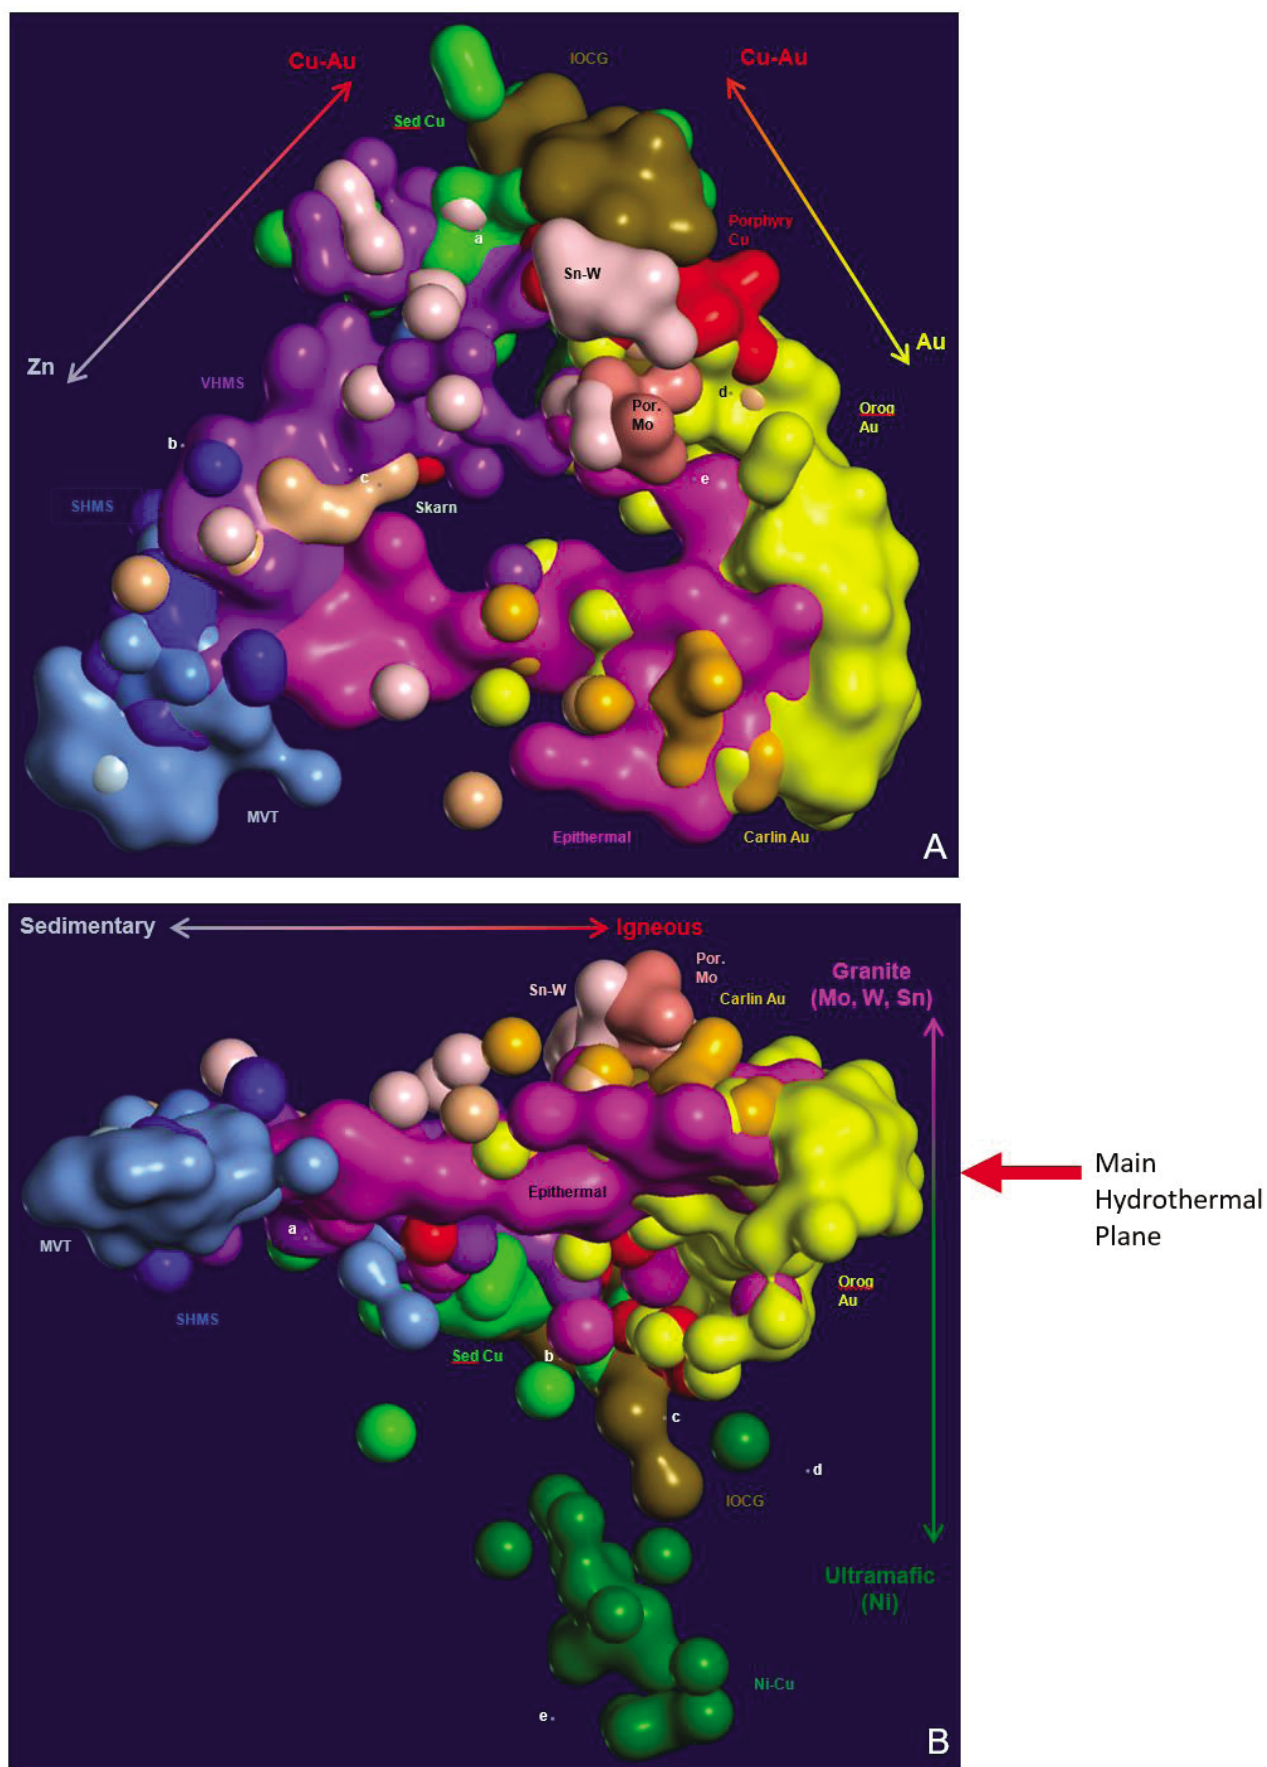 Cu-Au
IOCG
Cu-Au
Sed Cu
a
Porphyry
Cu
Sn-W
Au
Zn
VHMS
d
Por.
Mo
Orog
Au
b
c
e
SHMS
Skarn
MVT
Epithermal
Carlin Au
A
Sedimentary
Igneous
Por.
Mo
Granite
(Mo, W, Sn)
Sn-W
Carlin Au
Main
Hydrothermal
Plane
Epithermal
a
MVT
Orog
Au
SHMS
Sed Cu
b
c
d
IOCG
Ultramafic
(Ni)
Ni-Cu
e
B